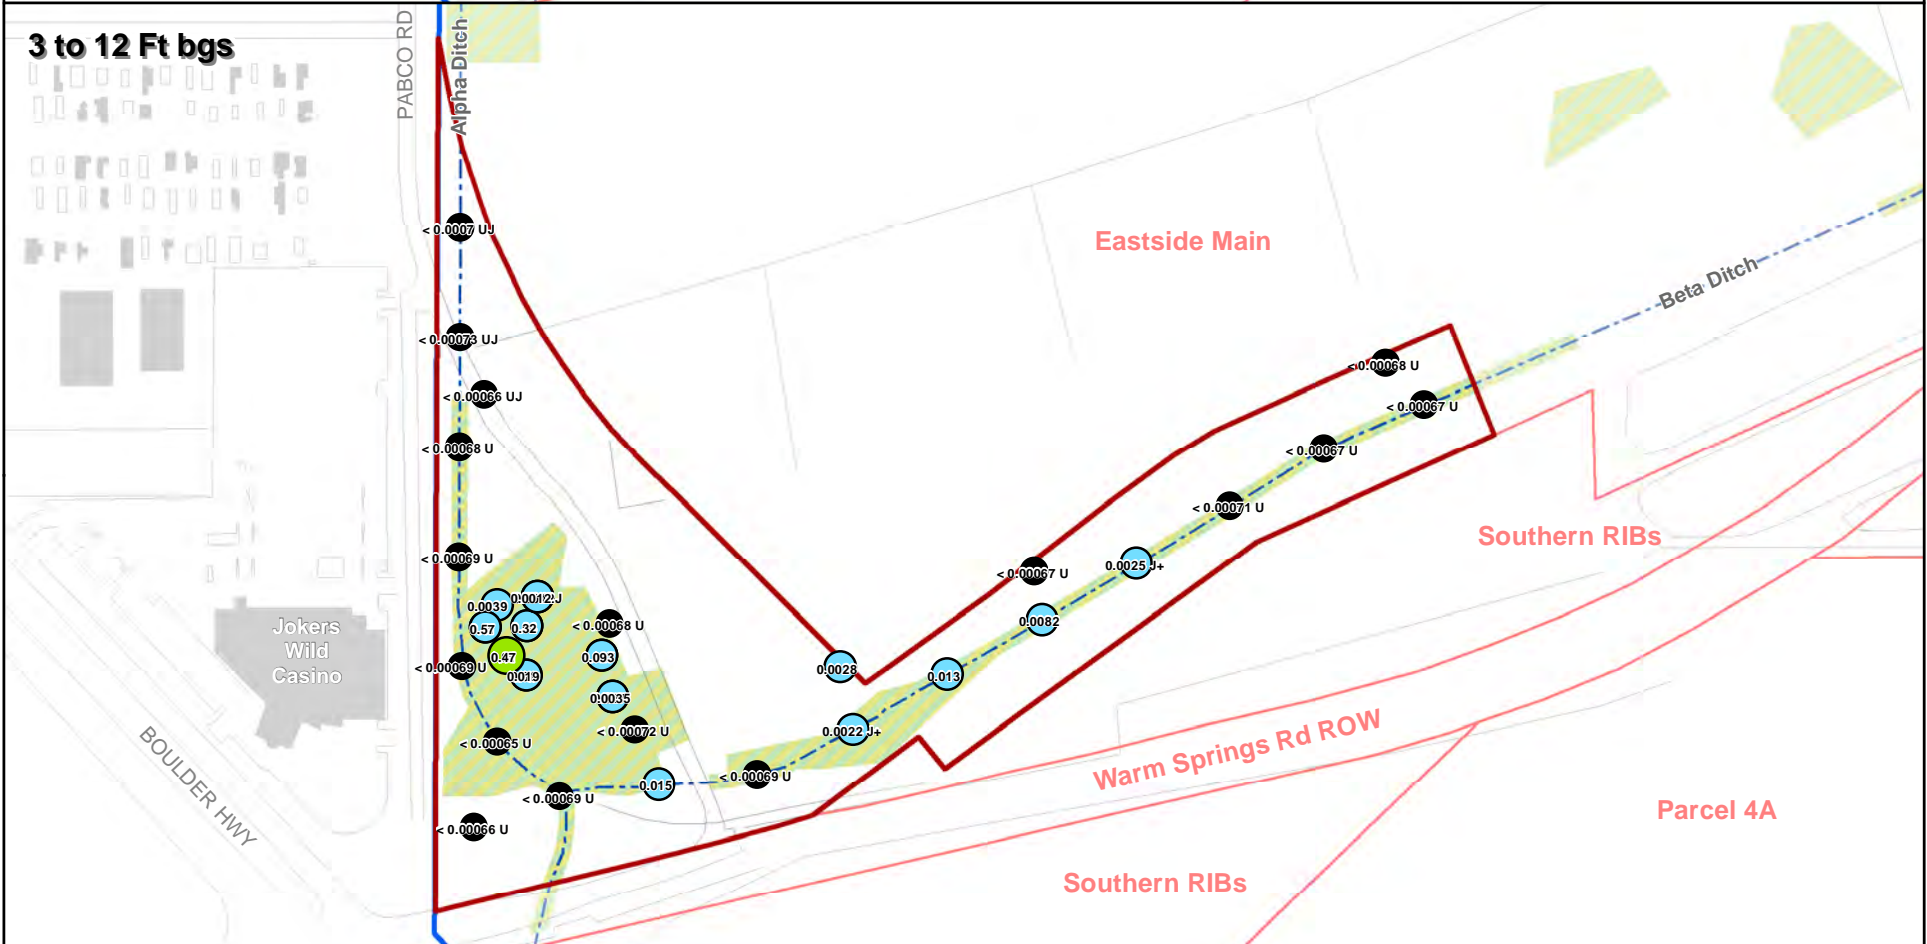 3 to 12 Ft bgs
PABCO RD
Alpha Ditch
< 0.0007 UJ
Eastside Main
Beta Ditch
< 0.00073 UJ
< 0.00068 U
< 0.00066 UJ
< 0.00067 U
< 0.00068 U
< 0.00067 U
< 0.00071 U
Southern RIBs
< 0.00069 U
0.0025 J+
< 0.00067 U
0.0039
0.0012 J
0.57
0.32
< 0.00068 U
0.0082
Jokers
Wild
Casino
0.47
0.093
< 0.00069 U
0.019
0.0028
0.013
0.0035
< 0.00072 U
0.0022 J+
< 0.00065 U
Warm Springs Rd ROW
BOULDER HWY
< 0.00069 U
0.015
< 0.00069 U
Parcel 4A
< 0.00066 U
Southern RIBs